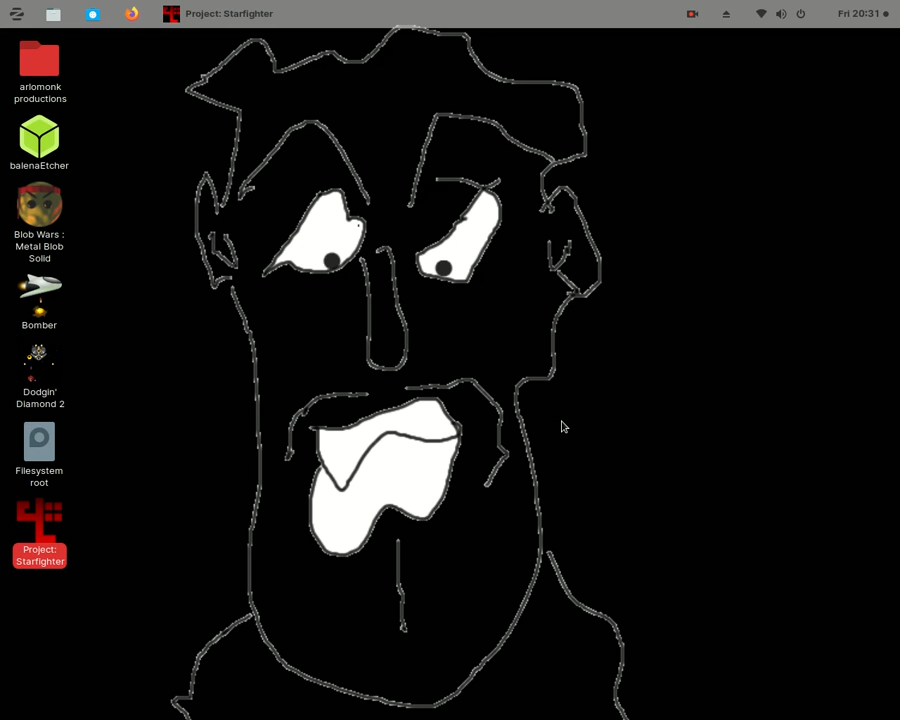 Project: Starfighter
Fri 20:31
arlomonk
productions
balenaEtcher
Blob Wars :
Metal Blob
Solid
Bomber
Dodgin'
Diamond 2
Filesystem
root
Project:
Starfighter